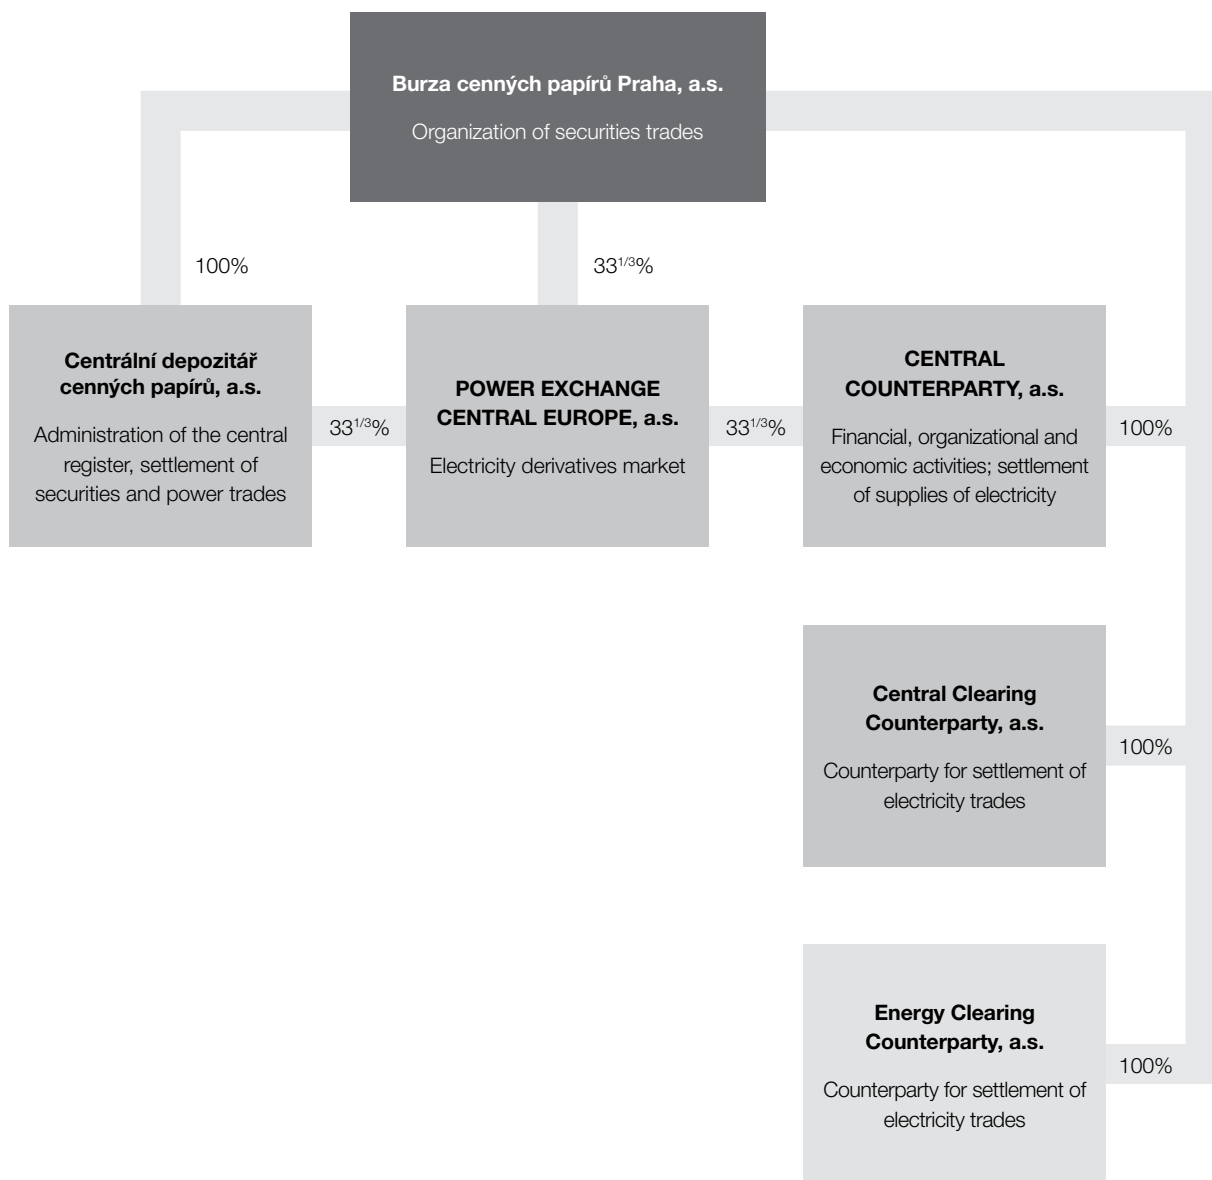 Burza cenných papírů Praha, a.s.
Organization of securities trades
100%
33 1/3%
Centrální depozitář
cenných papírů, a.s.
Administration of the central
register, settlement of
securities and power trades
33 1/3%
POWER EXCHANGE
CENTRAL EUROPE, a.s.
Electricity derivatives market
33 1/3%
CENTRAL
COUNTERPARTY, a.s.
Financial, organizational and
economic activities; settlement
of supplies of electricity
100%
Central Clearing
Counterparty, a.s.
Counterparty for settlement of
electricity trades
100%
Energy Clearing
Counterparty, a.s.
Counterparty for settlement of
electricity trades
100%